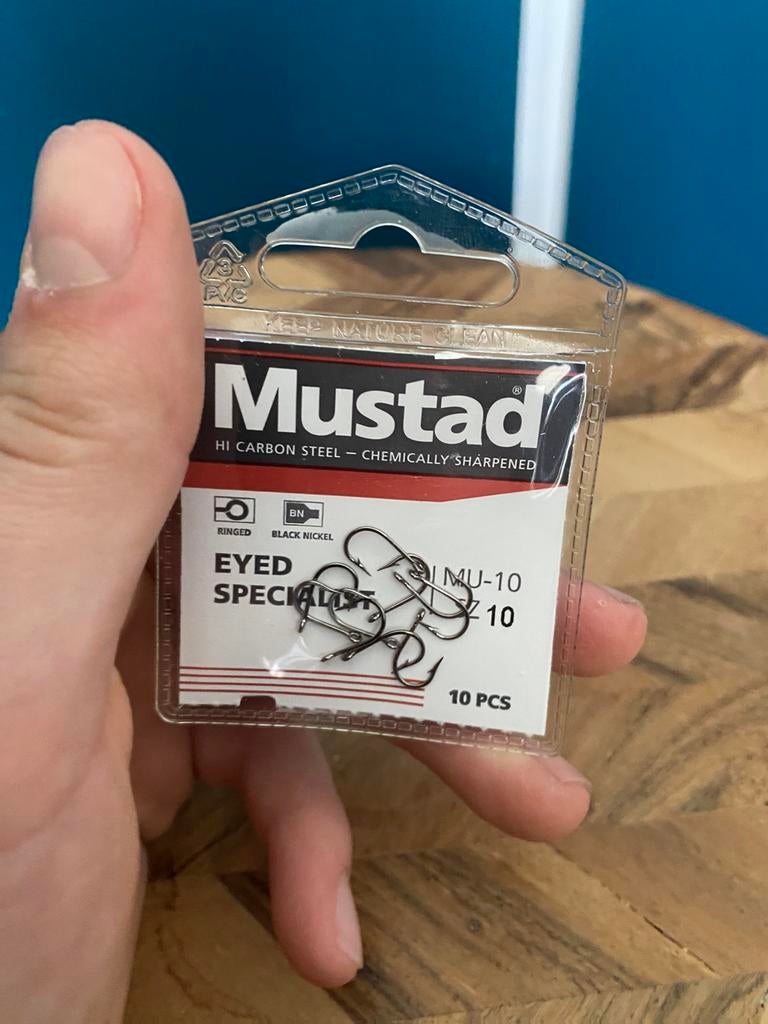 3
PVC
KEEP NATURE CLEAN
Mustad®
HI CARBON STEEL – CHEMICALLY SHARPENED
BN
RINGED
BLACK NICKEL
EYED
SPECIALIST
MU-10
10
10 PCS